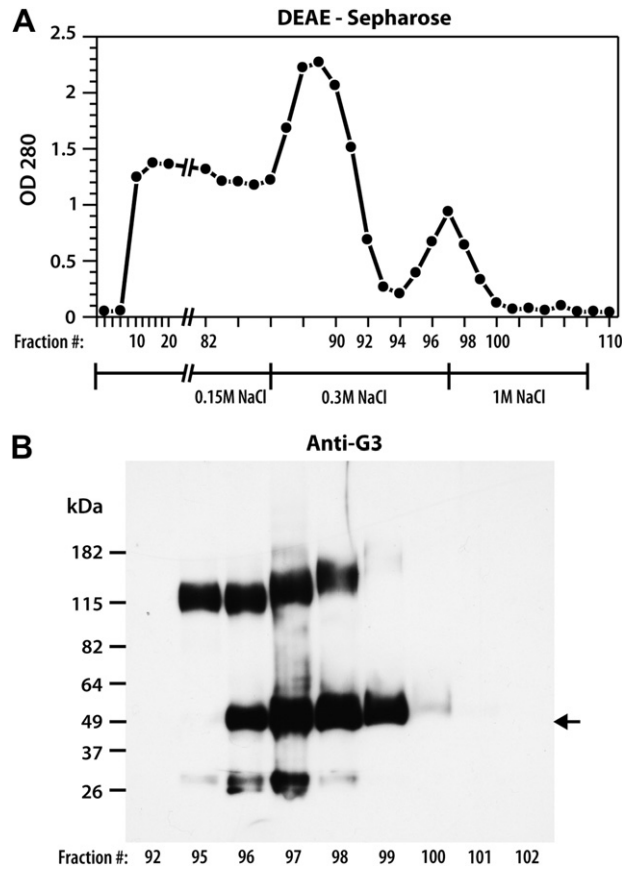 A
DEAE - Sepharose
2.5
2
1.5
1
0.5
0
OD 280
Fraction #: 10 20 82 90 92 94 96 98 100 110
0.15M NaCl 0.3M NaCl 1M NaCl
B
Anti-G3
kDa
182
115
82
64
49
37
26
Fraction #: 92 95 96 97 98 99 100 101 102